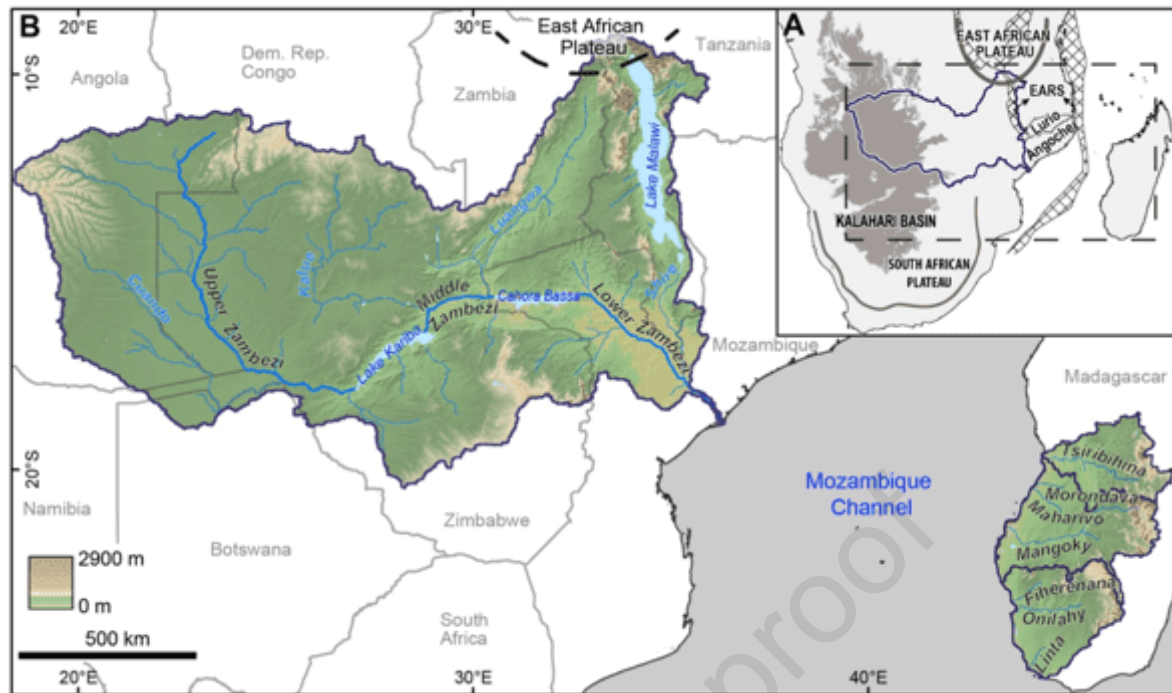 B
20°E
30°E
East African
Plateau
Tanzania
10°S
Angola
Dem. Rep.
Congo
Zambia
Lake Malawi
Luangwa
Kafue
Cuando
Upper Zambezi
Middle
Zambezi
Cahora Bassa
Lower Zambezi
Shire
Lake Kariba
Mozambique
20°S
Namibia
Botswana
Zimbabwe
South
Africa
2900 m
0 m
500 km
Mozambique
Channel
Madagascar
Tsiribihina
Morondava
Maharivo
Mangoky
Fiherenana
Onilahy
Linta
20°E
30°E
40°E
A
EAST AFRICAN
PLATEAU
EARS
Lurio
Angoche
KALAHARI BASIN
SOUTH AFRICAN
PLATEAU
proof